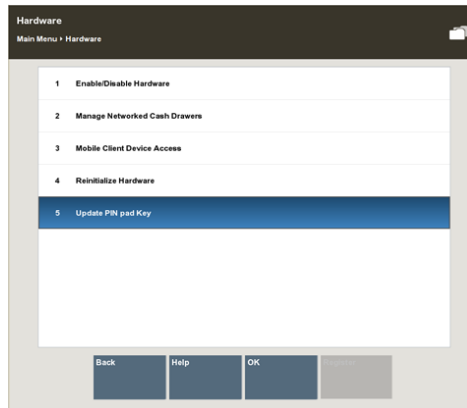 Hardware
Main Menu ▸ Hardware
1 Enable/Disable Hardware
2 Manage Networked Cash Drawers
3 Mobile Client Device Access
4 Reinitialize Hardware
5 Update PIN pad Key
Back Help OK Register